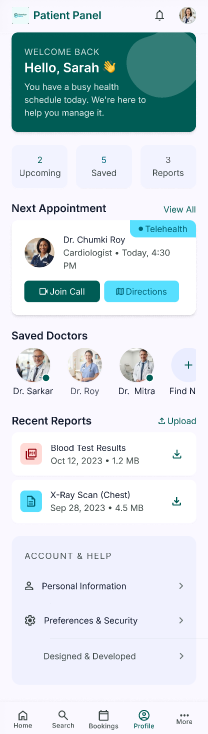 Patient Panel
WELCOME BACK
Hello, Sarah 👋
You have a busy health
schedule today. We're here to
help you manage it.
2
Upcoming
5
Saved
3
Reports
Next Appointment
View All
Telehealth
Dr. Chumki Roy
Cardiologist • Today, 4:30
PM
Join Call
Directions
Saved Doctors
Dr. Sarkar
Dr. Roy
Dr. Mitra
Find N
Recent Reports
Upload
Blood Test Results
Oct 12, 2023 • 1.2 MB
X-Ray Scan (Chest)
Sep 28, 2023 • 4.5 MB
ACCOUNT & HELP
Personal Information
Preferences & Security
Designed & Developed
Home
Search
Bookings
Profile
More